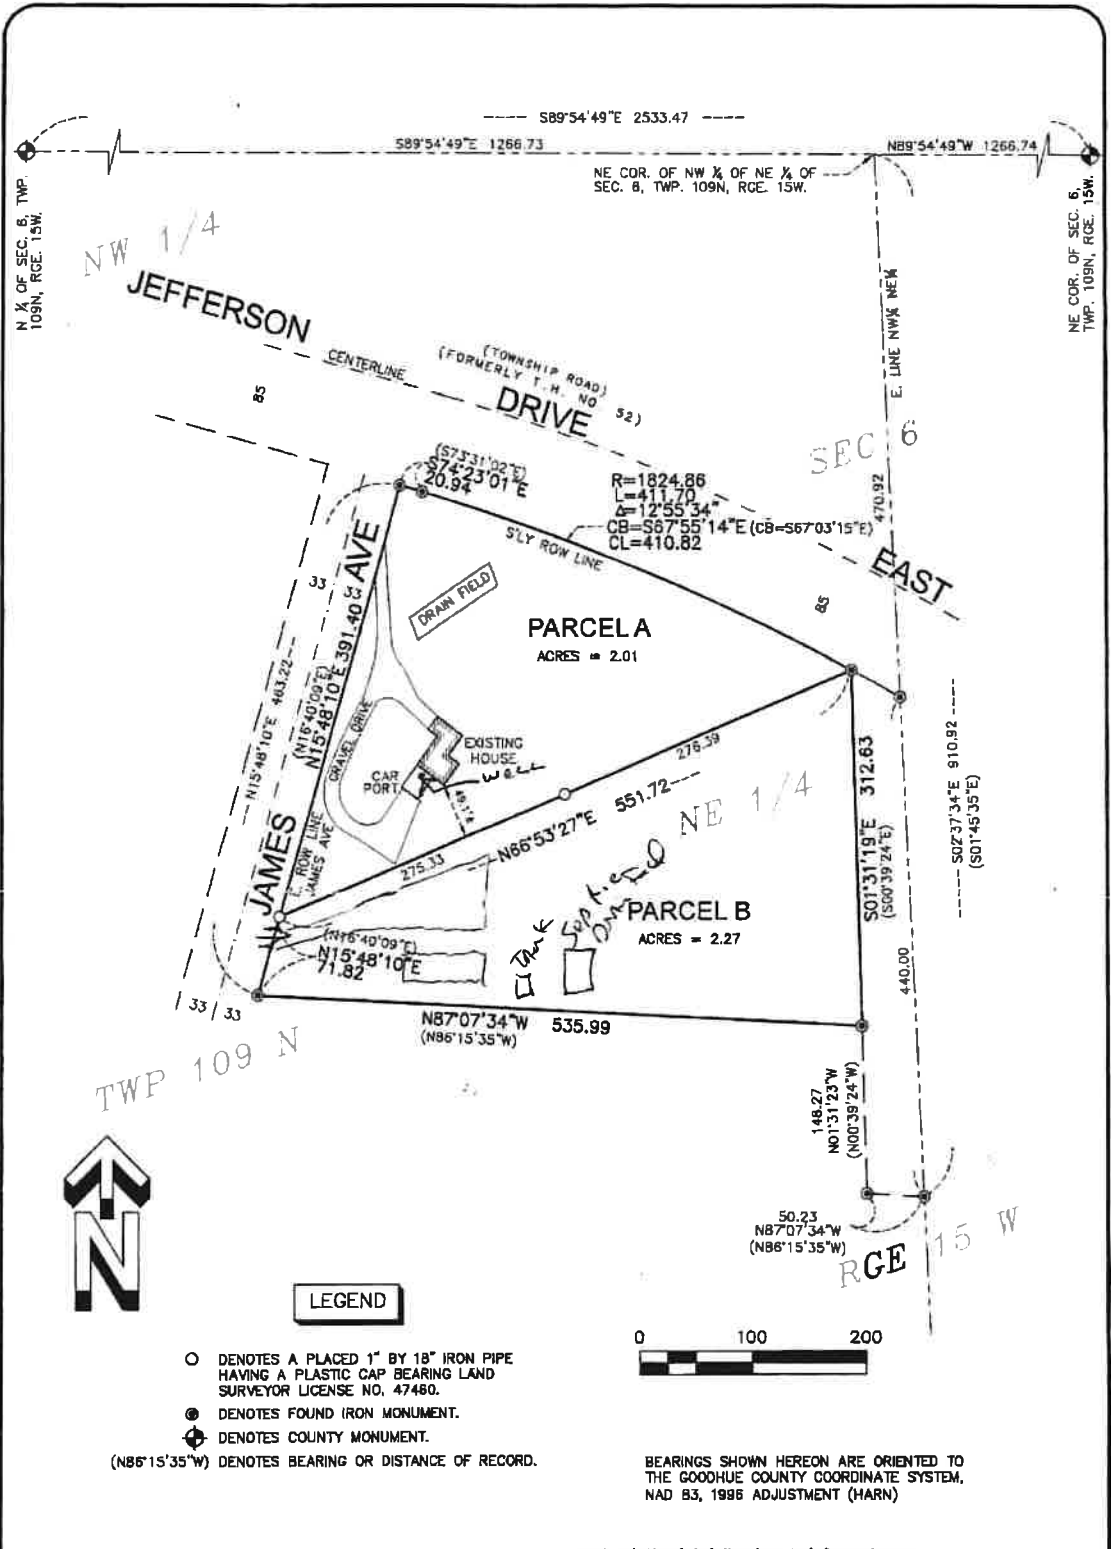 S89°54'49"E 2533.47
S89°54'49"E 1266.73
N89°54'49"W 1266.74
NE COR. OF NW ¼ OF NE ¼ OF
SEC. 6, TWP. 109N, RGE. 15W.
N ¼ OF SEC. 6, TWP.
109N, RGE. 15W.
NE COR. OF SEC. 6,
TWP. 109N, RGE. 15W.
NW 1/4
JEFFERSON
CENTERLINE
(TOWNSHIP ROAD)
(FORMERLY T.H. NO 52)
DRIVE
85
E. LINE NW¼ NE¼
SEC 6
470.92
(S73°31'02"E)
S74°23'01"E
20.94
R=1824.86
L=411.70
Δ=12°55'34"
CB=S67°55'14"E (CB=S67°03'15"E)
CL=410.82
S'LY ROW LINE
EAST
85
33
33
AVE
DRAIN FIELD
PARCEL A
ACRES = 2.01
N15°48'10"E 463.22
(N16°40'09"E)
N15°48'10"E 391.40
GRAVEL DRIVE
EXISTING
HOUSE
WELL
CAR
PORT
49.1'±
276.39
551.72
N66°53'27"E
275.33
NE 1/4
312.63
S01°31'19"E
(S00°39'24"E)
S02°37'34"E 910.92
(S01°45'35"E)
JAMES
E. ROW LINE
JAMES AVE
Tank
Septic
PARCEL B
ACRES = 2.27
(N16°40'09"E)
N15°48'10"E
71.82
33
33
N87°07'34"W 535.99
(N86°15'35"W)
440.00
TWP 109 N
148.27
N01°31'23"W
(N00°39'24"W)
50.23
N87°07'34"W
(N86°15'35"W)
RGE 15 W
N
LEGEND
DENOTES A PLACED 1" BY 18" IRON PIPE
HAVING A PLASTIC CAP BEARING LAND
SURVEYOR LICENSE NO. 47460.
DENOTES FOUND IRON MONUMENT.
DENOTES COUNTY MONUMENT.
(N86°15'35"W) DENOTES BEARING OR DISTANCE OF RECORD.
0 100 200
BEARINGS SHOWN HEREON ARE ORIENTED TO
THE GOODHUE COUNTY COORDINATE SYSTEM,
NAD 83, 1996 ADJUSTMENT (HARN)